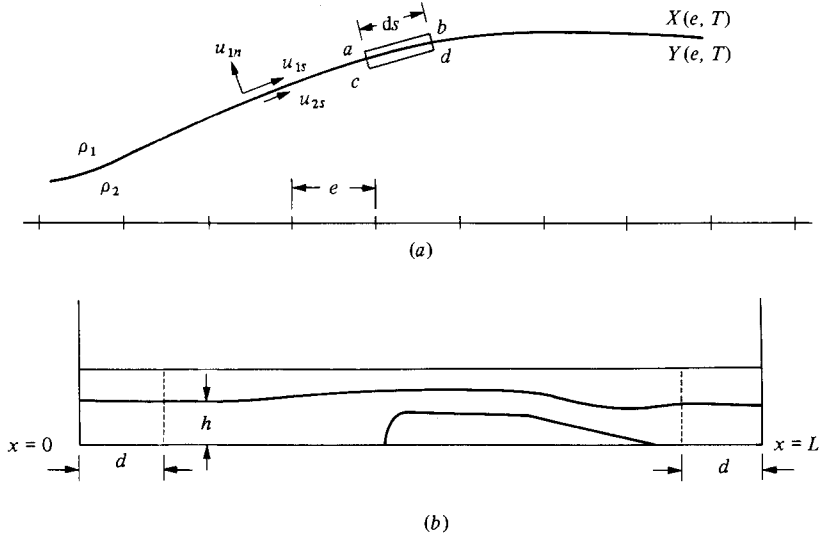 ds
X(e, T)
a
b
Y(e, T)
c
d
u1n
u1s
u2s
ρ1
ρ2
e
(a)
h
x = 0
x = L
d
d
(b)